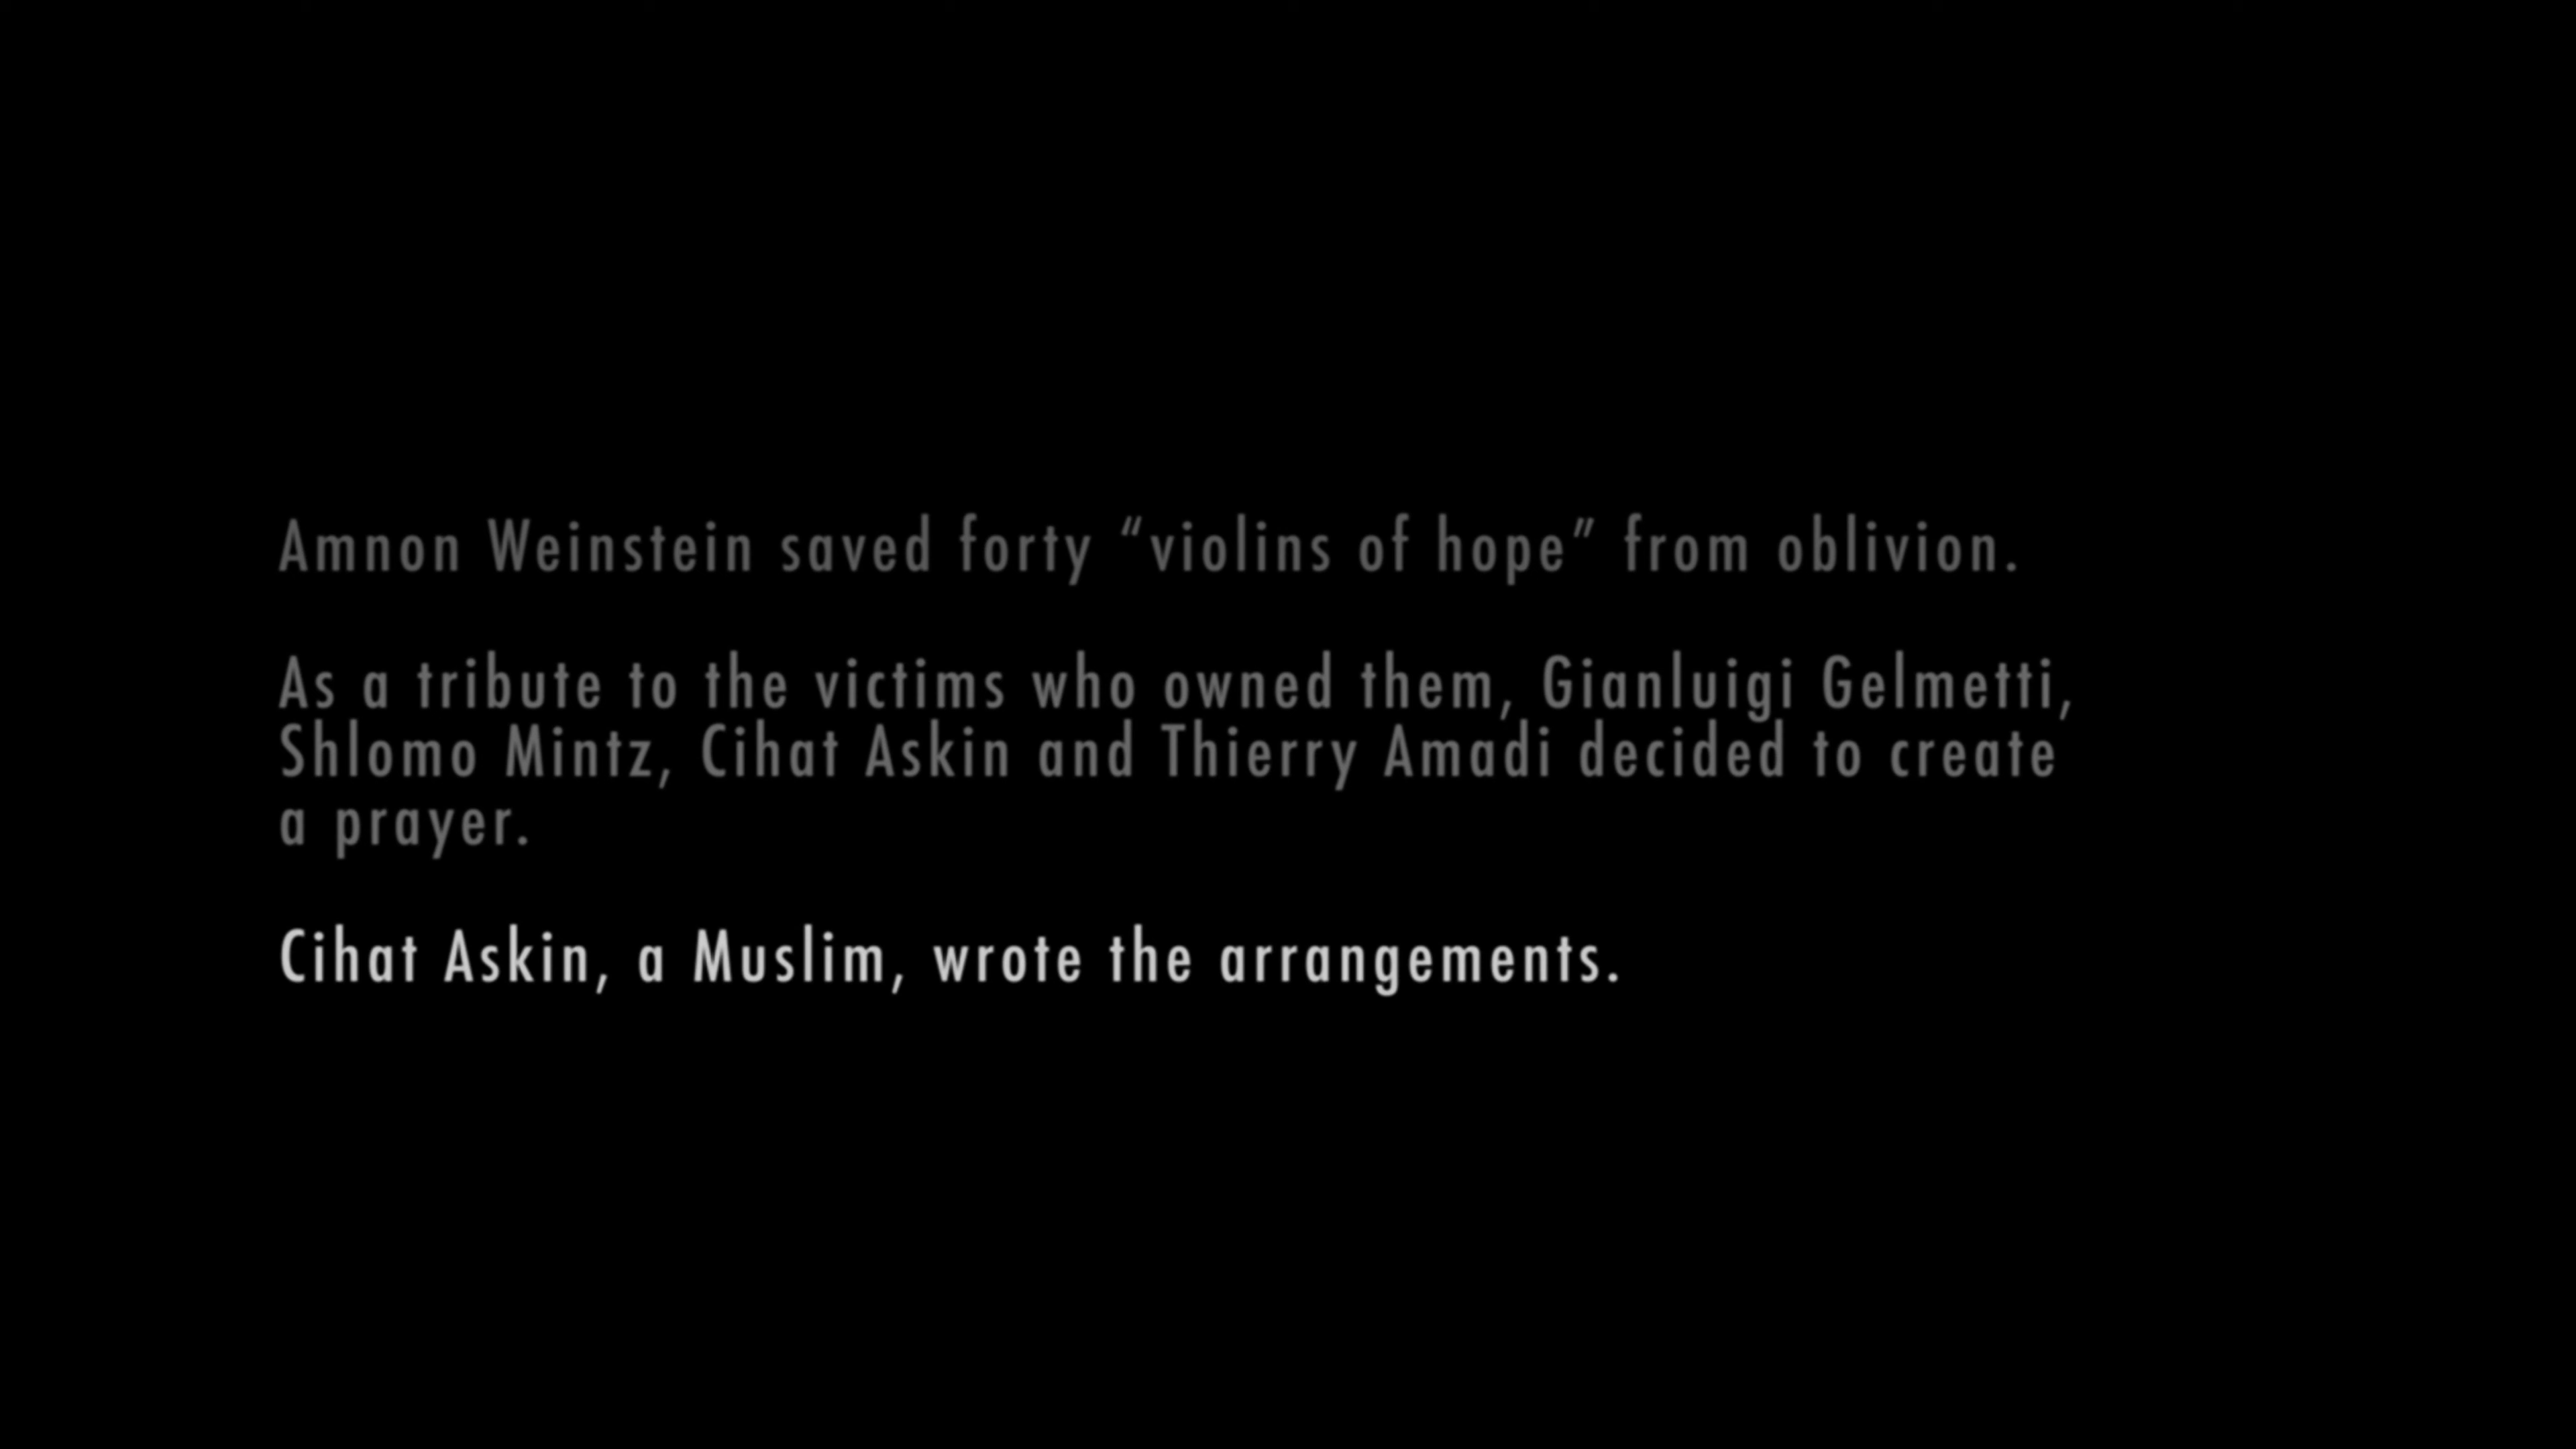 Amnon Weinstein saved forty “violins of hope” from oblivion.
As a tribute to the victims who owned them, Gianluigi Gelmetti,
Shlomo Mintz, Cihat Askin and Thierry Amadi decided to create
a prayer.
Cihat Askin, a Muslim, wrote the arrangements.